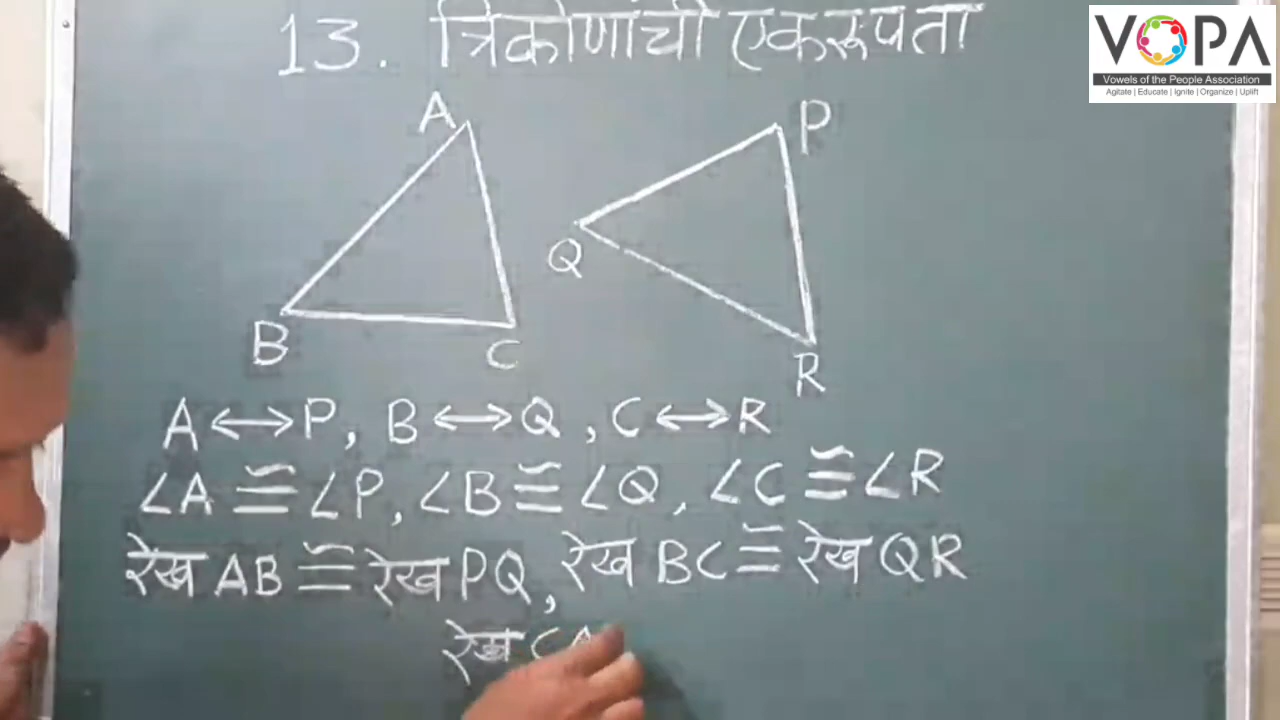 13. त्रिकोणांची एकरूपता
VOPA
Vowels of the People Association
Agitate | Educate | Ignite | Organize | Uplift
A P
Q
B C
R
A ↔ P, B ↔ Q, C ↔ R
∠A ≅ ∠P, ∠B ≅ ∠Q, ∠C ≅ ∠R
रेख AB ≅ रेख PQ, रेख BC ≅ रेख QR
रेख CA